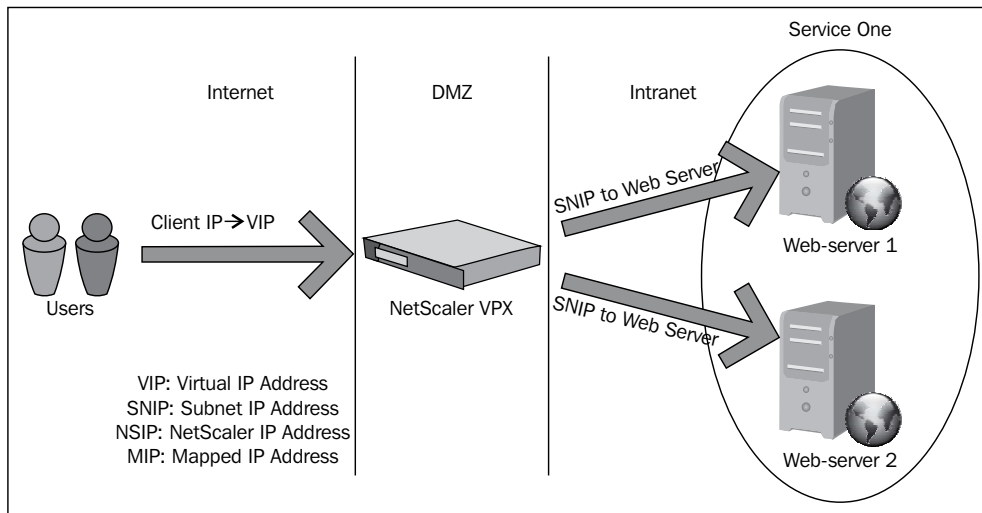 Service One
Internet
DMZ
Intranet
Client IP→VIP
Users
NetScaler VPX
SNIP to Web Server
SNIP to Web Server
Web-server 1
Web-server 2
VIP: Virtual IP Address
SNIP: Subnet IP Address
NSIP: NetScaler IP Address
MIP: Mapped IP Address